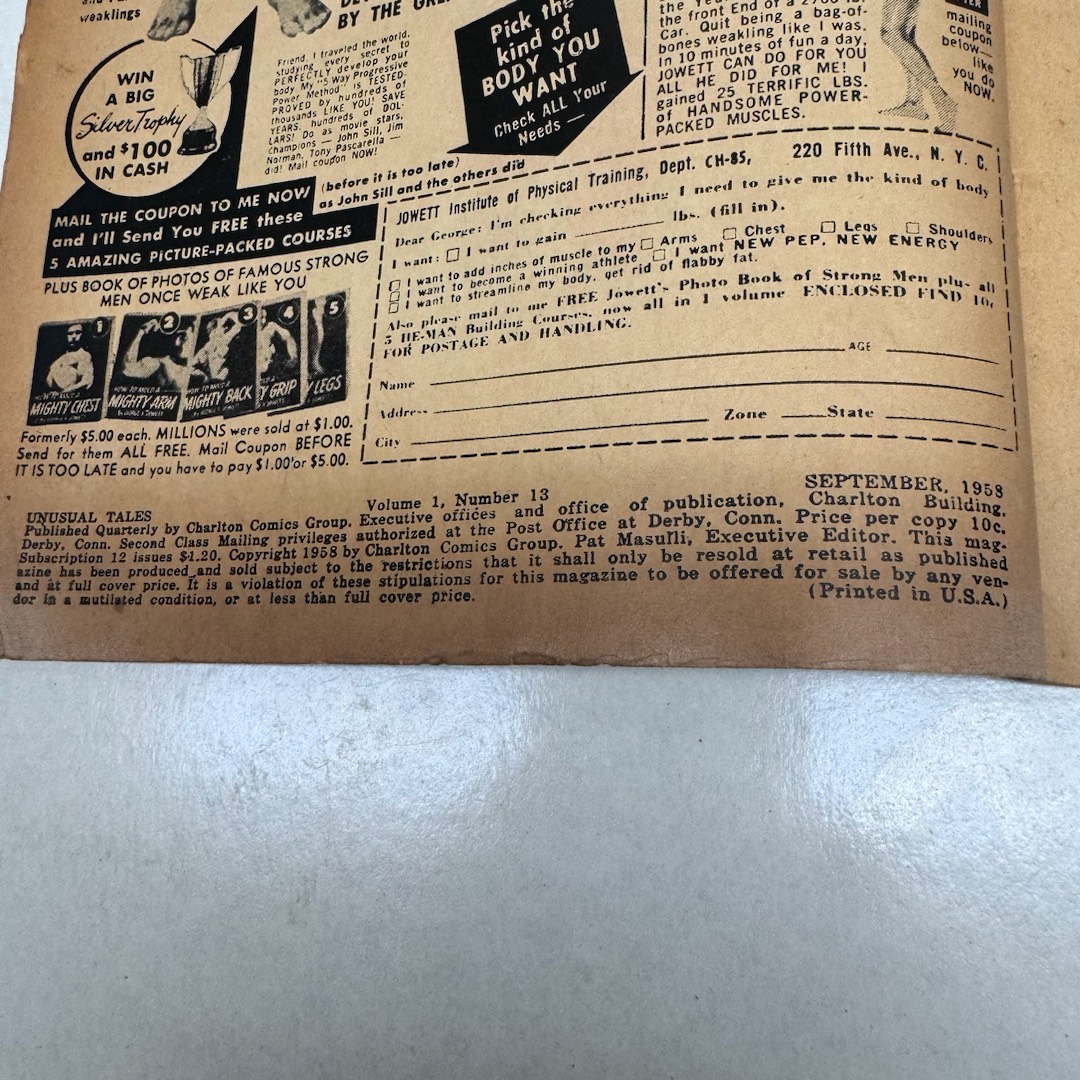 weaklings
BY THE
WIN
A BIG
Silver Trophy
and $100
IN CASH
Friend, I traveled the world,
studying every secret to
PERFECTLY develop your
body My "5-Way Progressive
Power Method" is TESTED,
PROVED by hundreds of
thousands LIKE YOU! SAVE
YEARS, hundreds of DOL-
LARS! Do as movie stars,
Champions — John Sill, Jim
Norman, Tony Pascarella —
did! Mail coupon NOW!
Pick the
kind of
BODY YOU
WANT
Check ALL Your
Needs —
the front End of a 2700 lb.
Car. Quit being a bag-of-
bones weakling like I was.
In 10 minutes of fun a day,
JOWETT CAN DO FOR YOU
ALL HE DID FOR ME! I
gained 25 TERRIFIC LBS.
of HANDSOME POWER-
PACKED MUSCLES.
mailing
coupon
below—
like
you do
NOW.
MAIL THE COUPON TO ME NOW
and I'll Send You FREE these
5 AMAZING PICTURE-PACKED COURSES
(before it is too late)
as John Sill and the others did
PLUS BOOK OF PHOTOS OF FAMOUS STRONG
MEN ONCE WEAK LIKE YOU
1
MIGHTY CHEST
2
HOW TO MOLD A
MIGHTY ARM
3
MIGHTY BACK
4
Y GRIP
5
Y LEGS
Formerly $5.00 each. MILLIONS were sold at $1.00.
Send for them ALL FREE. Mail Coupon BEFORE
IT IS TOO LATE and you have to pay $1.00 or $5.00.
JOWETT Institute of Physical Training, Dept. CH-85, 220 Fifth Ave., N. Y. C.
Dear George: I'm checking everything I need to give me the kind of body
I want: I want to gain lbs. (fill in).
I want to add inches of muscle to my Arms Chest Legs Shoulders
I want to become a winning athlete I want NEW PEP, NEW ENERGY
I want to streamline my body, get rid of flabby fat.
Also please mail to me FREE Jowett's Photo Book of Strong Men plus all
5 HE-MAN Building Courses, now all in 1 volume ENCLOSED FIND 10c
FOR POSTAGE AND HANDLING.
AGE
Name
Address
Zone State
City
SEPTEMBER, 1958
UNUSUAL TALES Volume 1, Number 13
Published Quarterly by Charlton Comics Group. Executive offices and office of publication, Charlton Building,
Derby, Conn. Second Class Mailing privileges authorized at the Post Office at Derby, Conn. Price per copy 10c.
Subscription 12 issues $1.20. Copyright 1958 by Charlton Comics Group. Pat Masulli, Executive Editor. This mag-
azine has been produced and sold subject to the restrictions that it shall only be resold at retail as published
and at full cover price. It is a violation of these stipulations for this magazine to be offered for sale by any ven-
dor in a mutilated condition, or at less than full cover price. (Printed in U.S.A.)